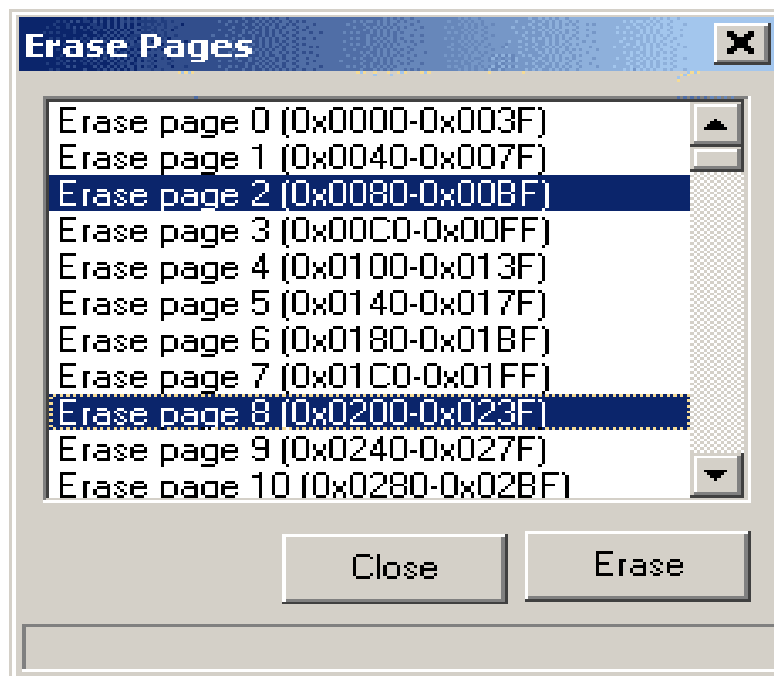 Erase Pages
Erase page 0 (0x0000-0x003F)
Erase page 1 (0x0040-0x007F)
Erase page 2 (0x0080-0x00BF)
Erase page 3 (0x00C0-0x00FF)
Erase page 4 (0x0100-0x013F)
Erase page 5 (0x0140-0x017F)
Erase page 6 (0x0180-0x01BF)
Erase page 7 (0x01C0-0x01FF)
Erase page 8 (0x0200-0x023F)
Erase page 9 (0x0240-0x027F)
Erase page 10 (0x0280-0x02BF)
Close
Erase